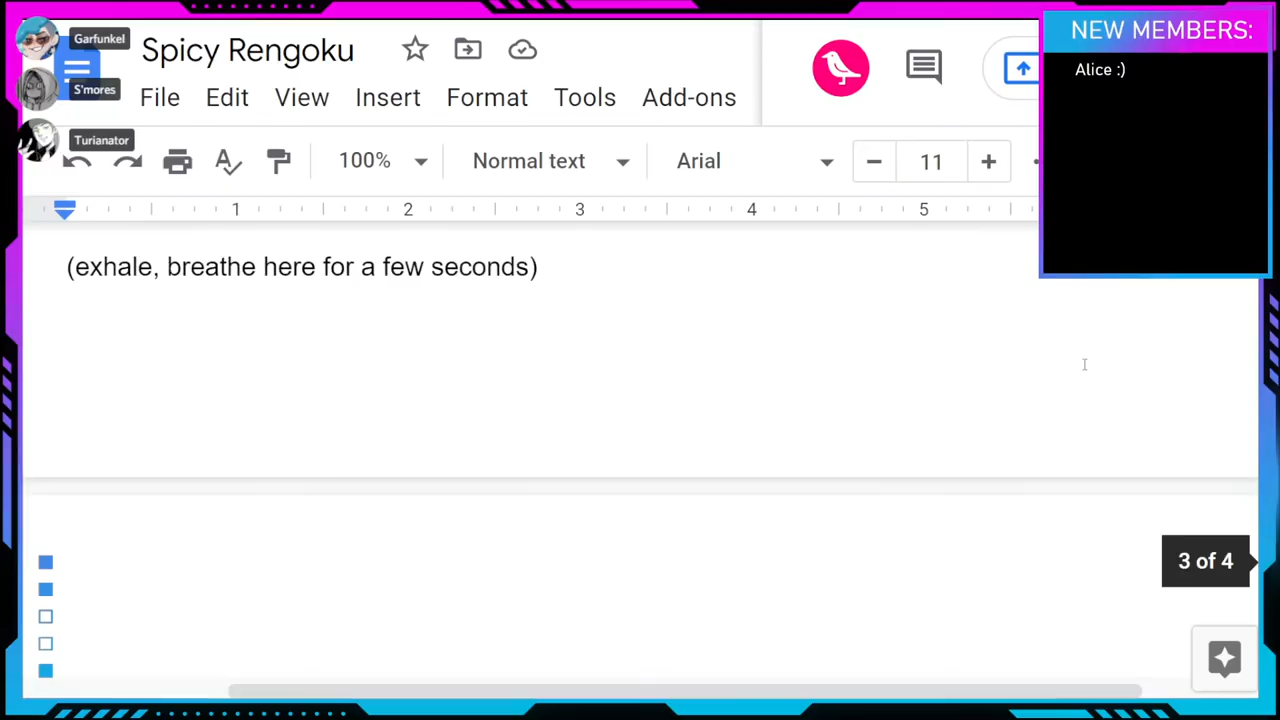 Garfunkel
S'mores
Turianator
Spicy Rengoku
File Edit View Insert Format Tools Add-ons
100% Normal text Arial 11
1 2 3 4 5
(exhale, breathe here for a few seconds)
3 of 4
NEW MEMBERS:
Alice :)